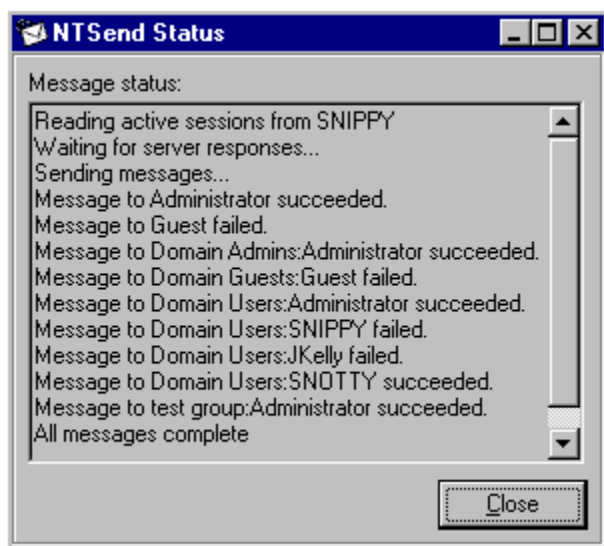 NTSend Status
Message status:
Reading active sessions from SNIPPY
Waiting for server responses...
Sending messages...
Message to Administrator succeeded.
Message to Guest failed.
Message to Domain Admins:Administrator succeeded.
Message to Domain Guests:Guest failed.
Message to Domain Users:Administrator succeeded.
Message to Domain Users:SNIPPY failed.
Message to Domain Users:JKelly failed.
Message to Domain Users:SNOTTY succeeded.
Message to test group:Administrator succeeded.
All messages complete
Close